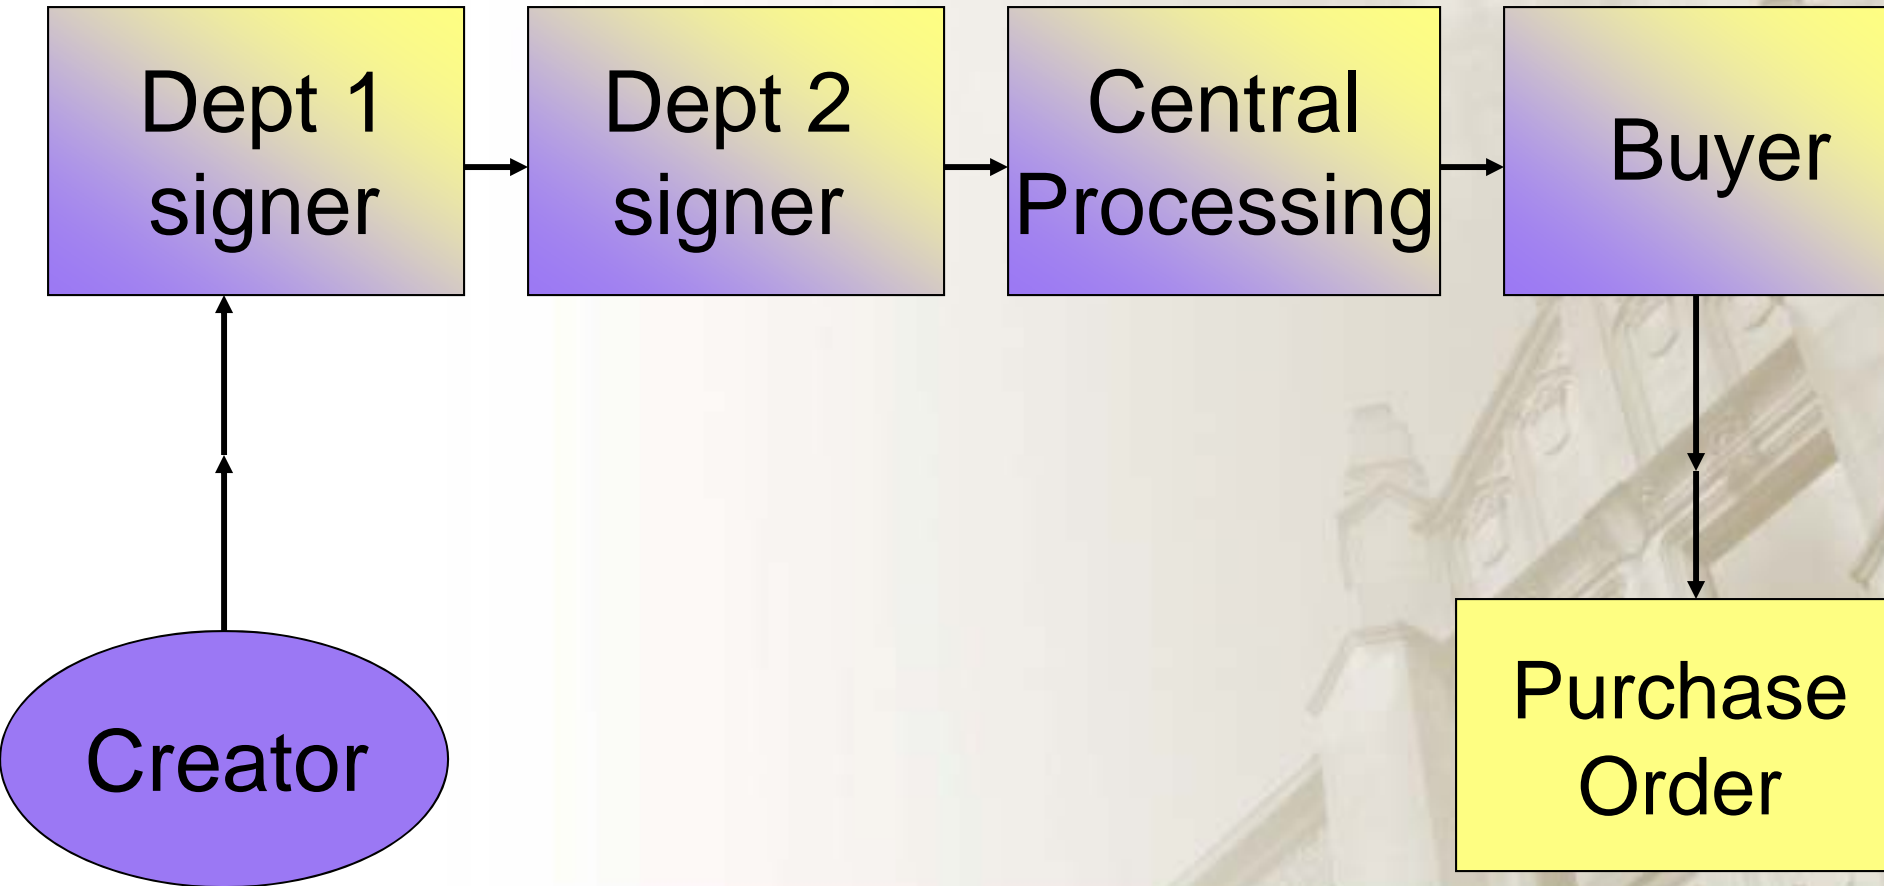 Dept 1
signer
Dept 2
signer
Central
Processing
Buyer
Creator
Purchase
Order